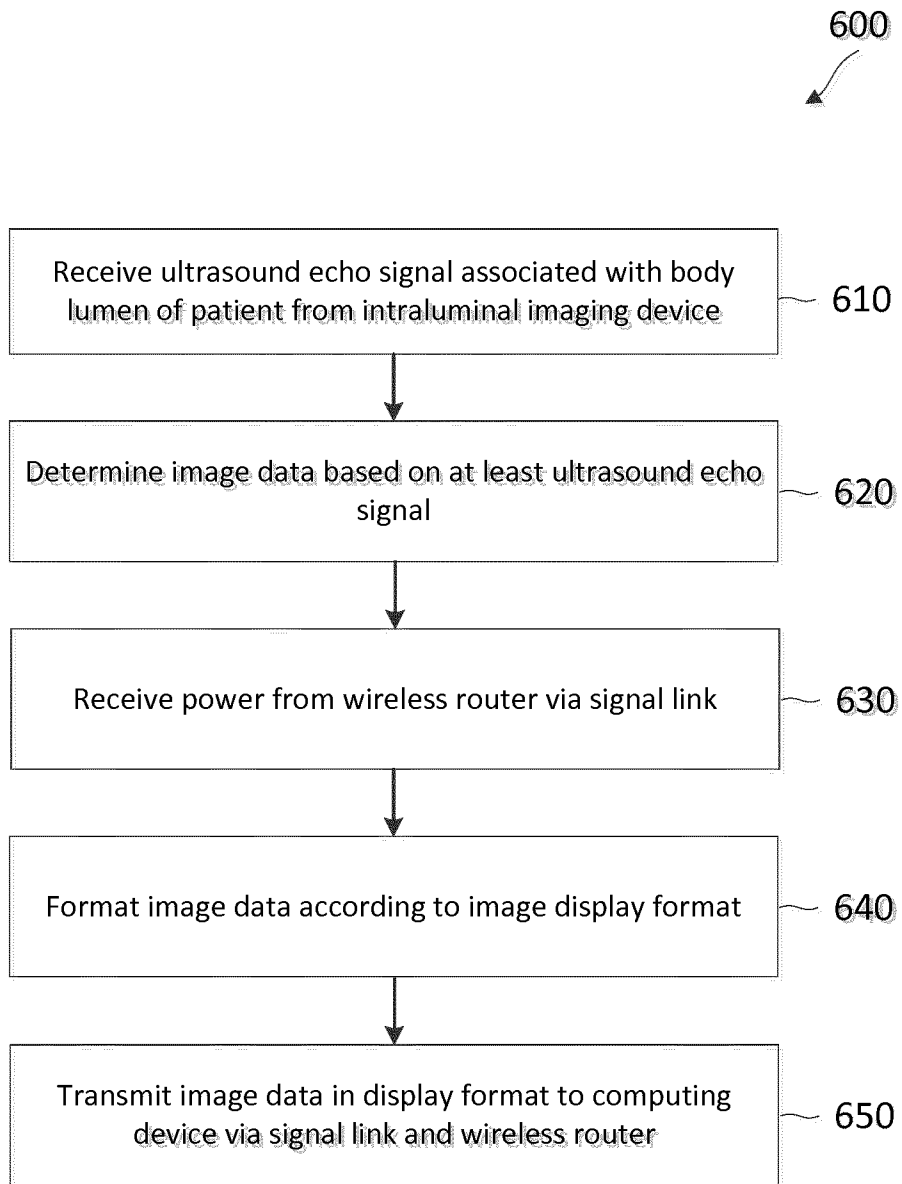 600
Receive ultrasound echo signal associated with body
lumen of patient from intraluminal imaging device
610
Determine image data based on at least ultrasound echo
signal
620
Receive power from wireless router via signal link
630
Format image data according to image display format
640
Transmit image data in display format to computing
device via signal link and wireless router
650